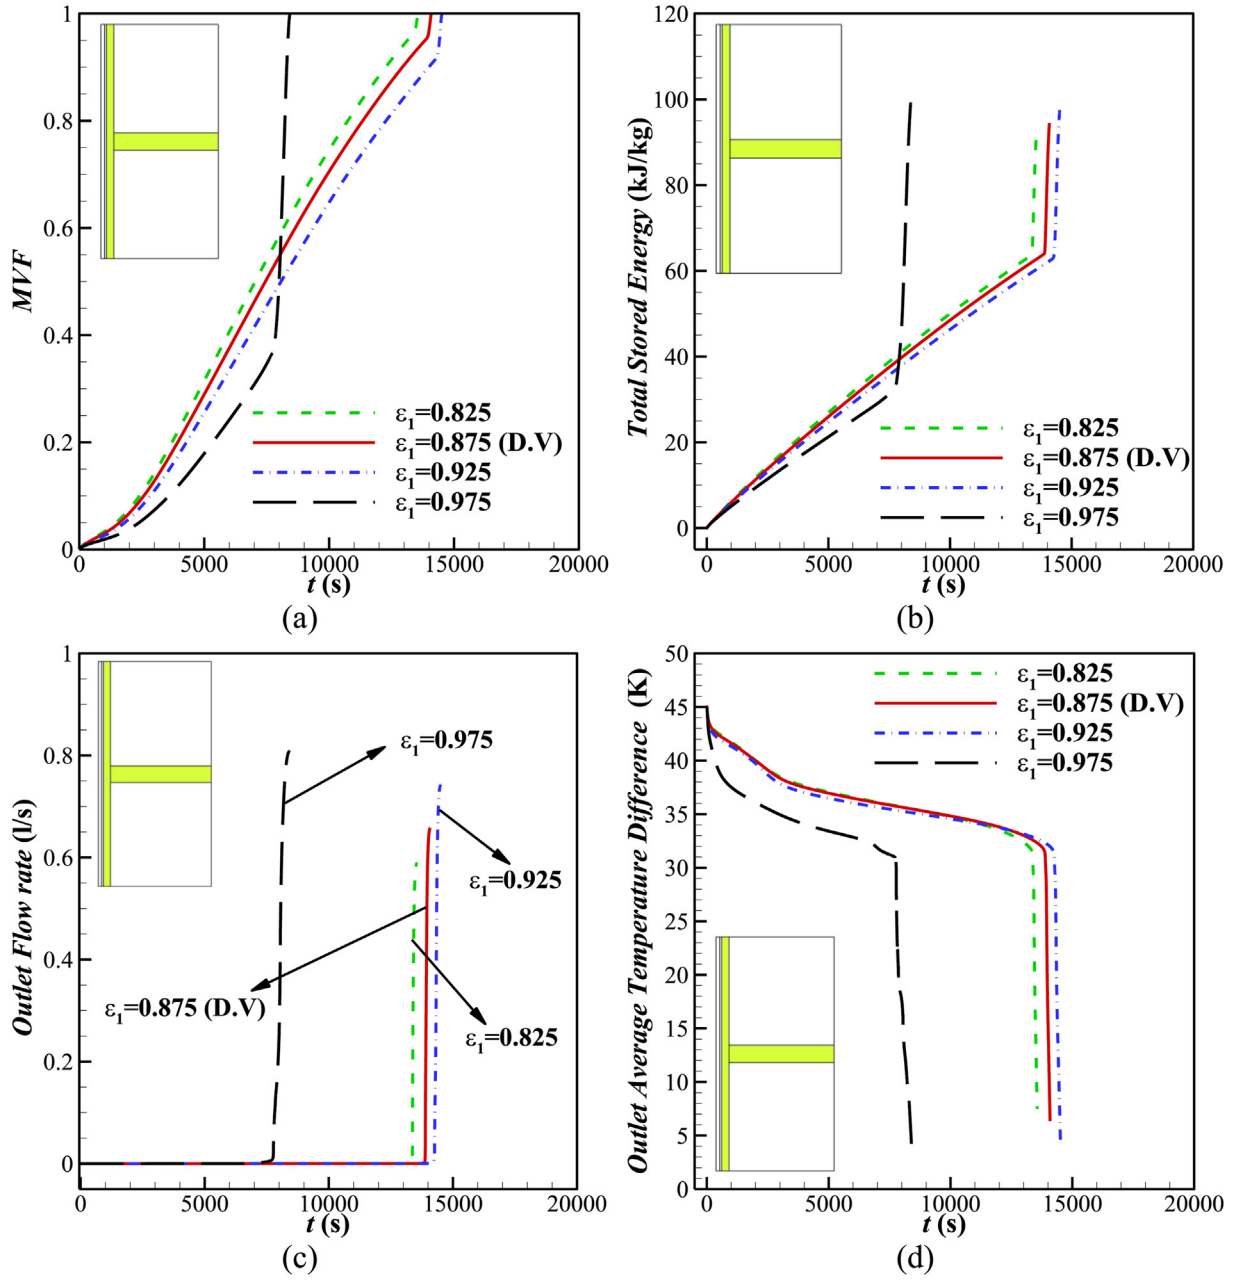 1
0.8
0.6
0.4
0.2
0
MVF
0 5000 10000 15000 20000
t (s)
ε1=0.825
ε1=0.875 (D.V)
ε1=0.925
ε1=0.975
(a)
120
100
80
60
40
20
0
Total Stored Energy (kJ/kg)
0 5000 10000 15000 20000
t (s)
ε1=0.825
ε1=0.875 (D.V)
ε1=0.925
ε1=0.975
(b)
1
0.8
0.6
0.4
0.2
0
Outlet Flow rate (l/s)
0 5000 10000 15000 20000
t (s)
ε1=0.975
ε1=0.925
ε1=0.875 (D.V)
ε1=0.825
(c)
50
45
40
35
30
25
20
15
10
5
0
Outlet Average Temperature Difference (K)
0 5000 10000 15000 20000
t (s)
ε1=0.825
ε1=0.875 (D.V)
ε1=0.925
ε1=0.975
(d)